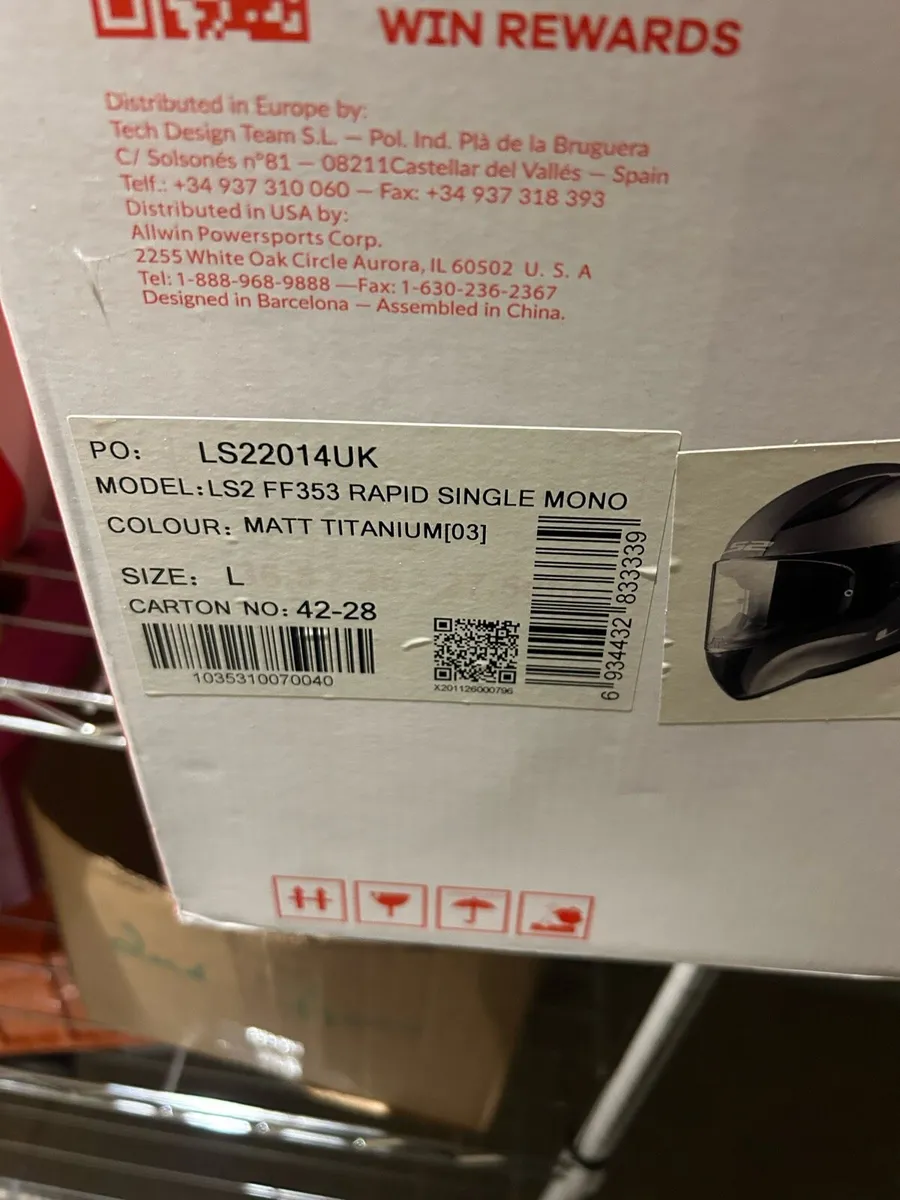 WIN REWARDS
Distributed in Europe by:
Tech Design Team S.L. – Pol. Ind. Plà de la Bruguera
C/ Solsonés nº81 – 08211Castellar del Vallés – Spain
Telf.: +34 937 310 060 – Fax: +34 937 318 393
Distributed in USA by:
Allwin Powersports Corp.
2255 White Oak Circle Aurora, IL 60502 U. S. A
Tel: 1-888-968-9888 —Fax: 1-630-236-2367
Designed in Barcelona – Assembled in China.
PO: LS22014UK
MODEL:LS2 FF353 RAPID SINGLE MONO
COLOUR: MATT TITANIUM[03]
SIZE: L
CARTON NO: 42-28
1035310070040
X201126000796
6 934432 833339